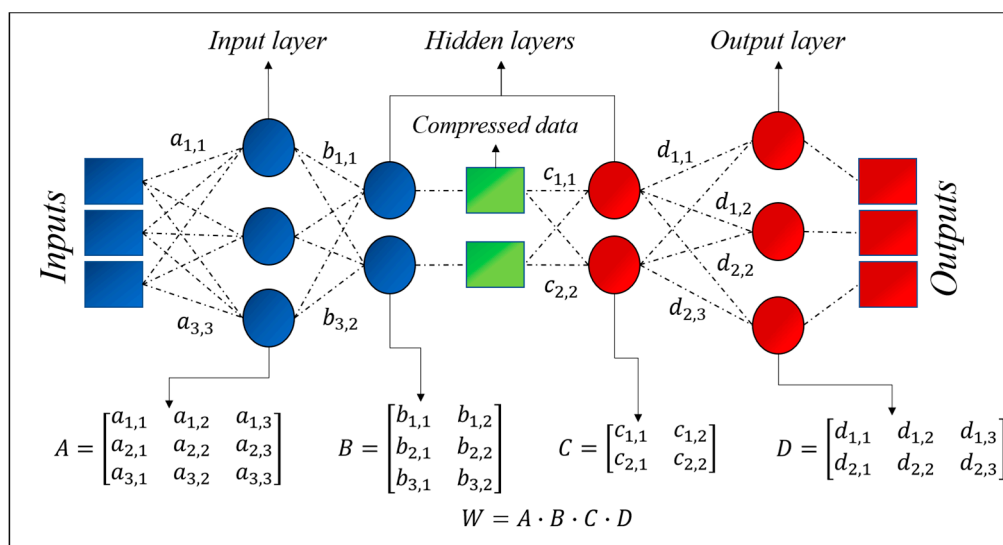 Input layer
Hidden layers
Output layer
Compressed data
a1,1
b1,1
c1,1
d1,1
d1,2
Inputs
Outputs
d2,2
c2,2
a3,3
b3,2
d2,3
A = [a1,1 a1,2 a1,3
a2,1 a2,2 a2,3
a3,1 a3,2 a3,3]
B = [b1,1 b1,2
b2,1 b2,2
b3,1 b3,2]
C = [c1,1 c1,2
c2,1 c2,2]
D = [d1,1 d1,2 d1,3
d2,1 d2,2 d2,3]
W = A · B · C · D